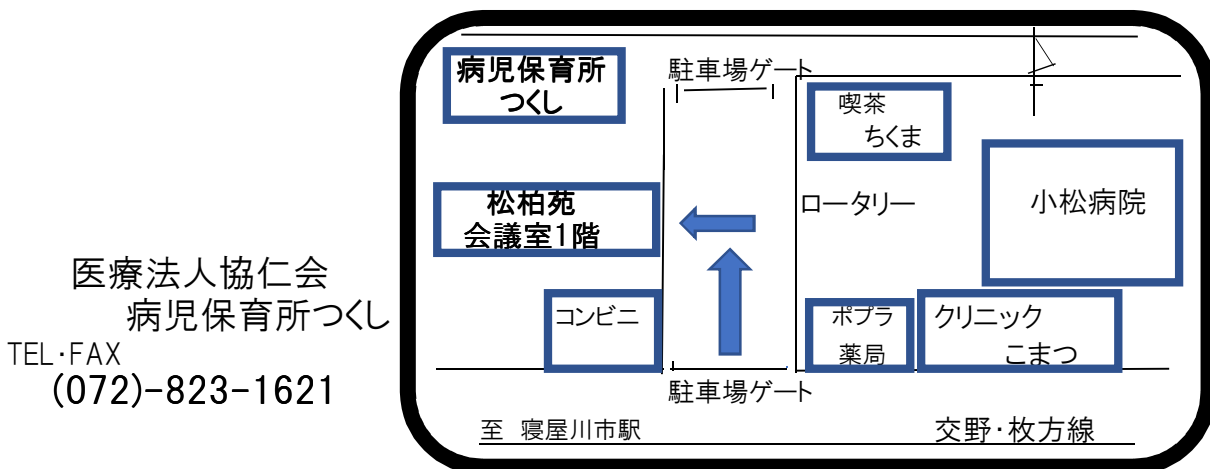 医療法人協仁会
病児保育所つくし
TEL・FAX
(072)-823-1621
病児保育所
つくし
駐車場ゲート
喫茶
ちくま
松柏苑
会議室1階
ロータリー
小松病院
コンビニ
ポプラ
薬局
クリニック
こまつ
駐車場ゲート
至 寝屋川市駅
交野・枚方線